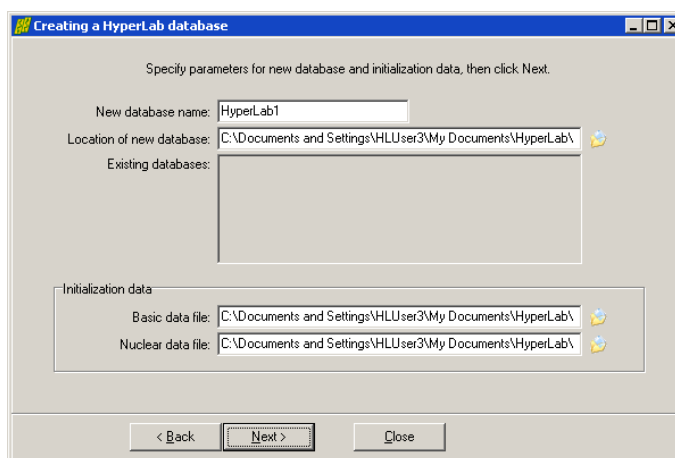 Creating a HyperLab database
Specify parameters for new database and initialization data, then click Next.
New database name: HyperLab1
Location of new database: C:\Documents and Settings\HLUser3\My Documents\HyperLab\
Existing databases:
Initialization data
Basic data file: C:\Documents and Settings\HLUser3\My Documents\HyperLab\
Nuclear data file: C:\Documents and Settings\HLUser3\My Documents\HyperLab\
< Back Next > Close